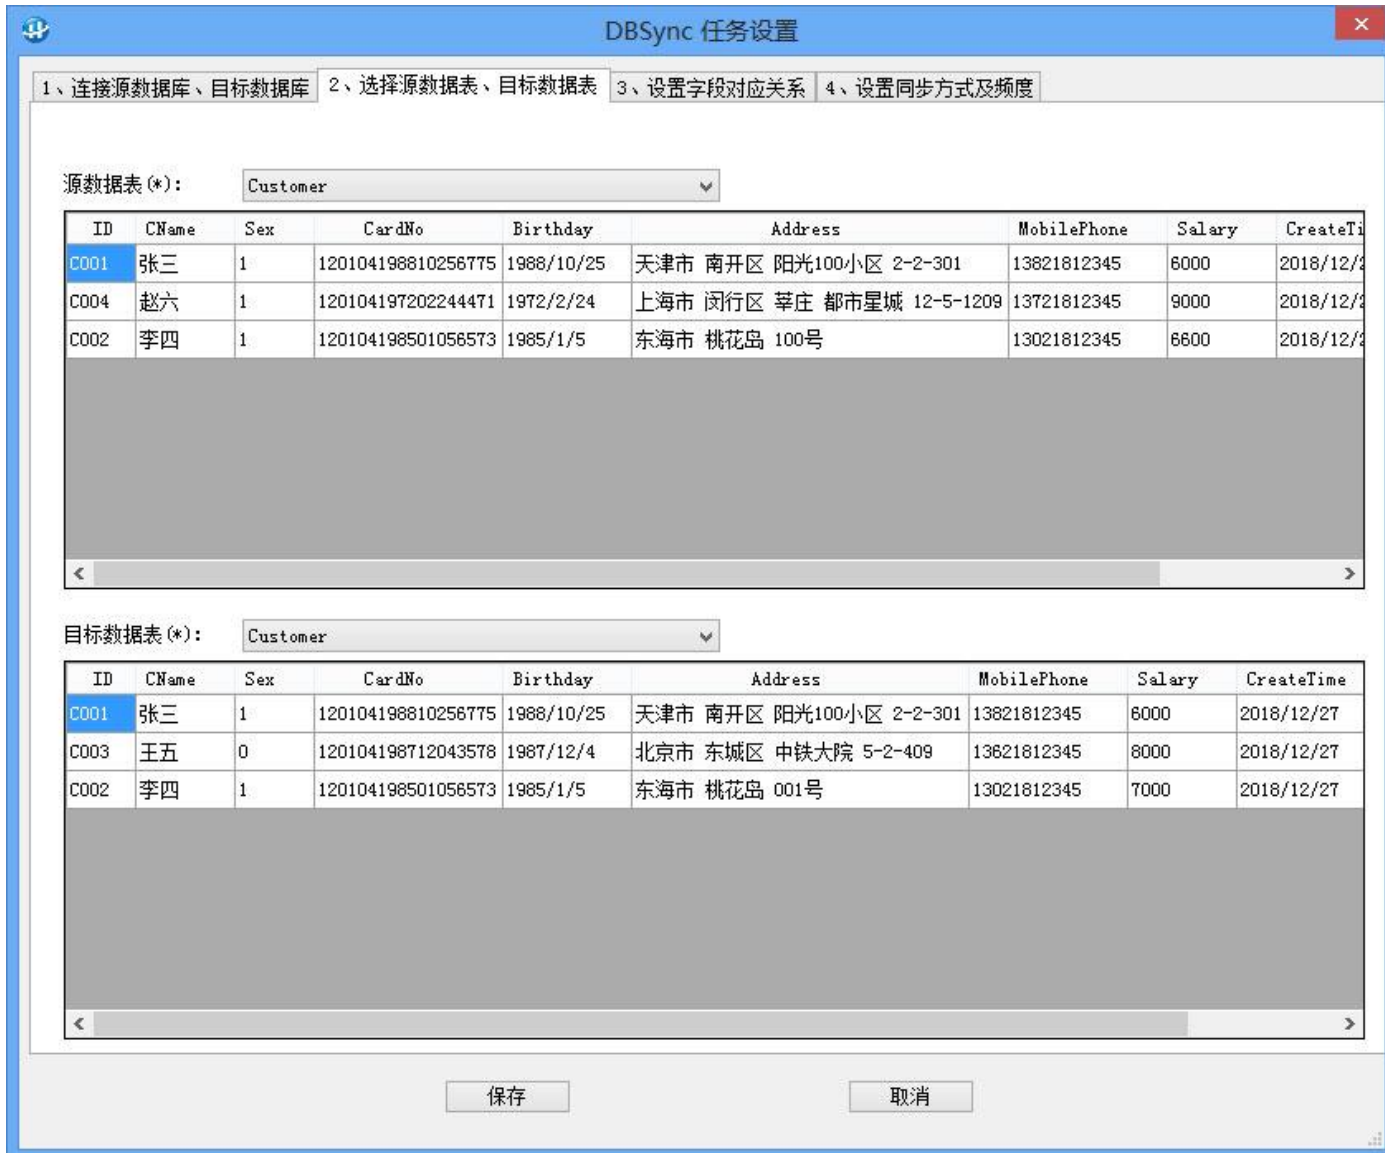 DBSync 任务设置
1、连接源数据库、目标数据库 2、选择源数据表、目标数据表 3、设置字段对应关系 4、设置同步方式及频度
源数据表(*): Customer
ID CName Sex CardNo Birthday Address MobilePhone Salary CreateTi
C001 张三 1 120104198810256775 1988/10/25 天津市 南开区 阳光100小区 2-2-301 13821812345 6000 2018/12/2
C004 赵六 1 120104197202244471 1972/2/24 上海市 闵行区 莘庄 都市星城 12-5-1209 13721812345 9000 2018/12/2
C002 李四 1 120104198501056573 1985/1/5 东海市 桃花岛 100号 13021812345 6600 2018/12/2
目标数据表(*): Customer
ID CName Sex CardNo Birthday Address MobilePhone Salary CreateTime
C001 张三 1 120104198810256775 1988/10/25 天津市 南开区 阳光100小区 2-2-301 13821812345 6000 2018/12/27
C003 王五 0 120104198712043578 1987/12/4 北京市 东城区 中铁大院 5-2-409 13621812345 8000 2018/12/27
C002 李四 1 120104198501056573 1985/1/5 东海市 桃花岛 001号 13021812345 7000 2018/12/27
保存 取消